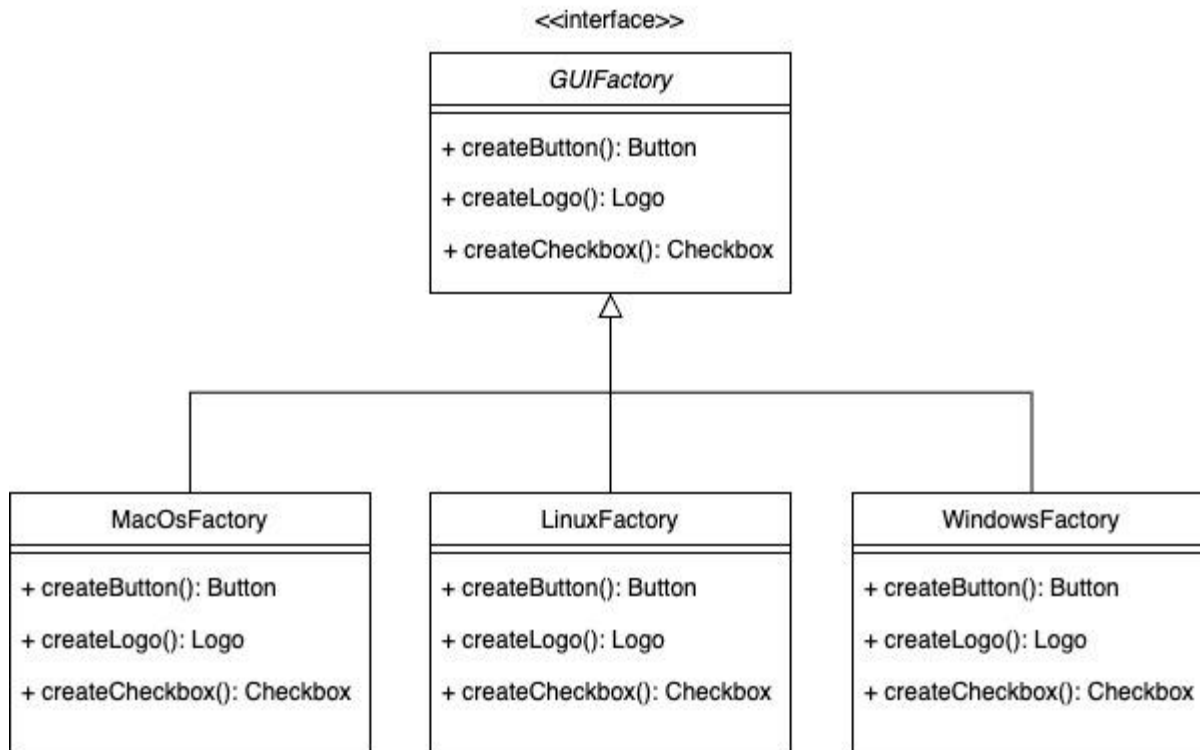 <<interface>>
GUIFactory
+ createButton(): Button
+ createLogo(): Logo
+ createCheckbox(): Checkbox
MacOsFactory
+ createButton(): Button
+ createLogo(): Logo
+ createCheckbox(): Checkbox
LinuxFactory
+ createButton(): Button
+ createLogo(): Logo
+ createCheckbox(): Checkbox
WindowsFactory
+ createButton(): Button
+ createLogo(): Logo
+ createCheckbox(): Checkbox